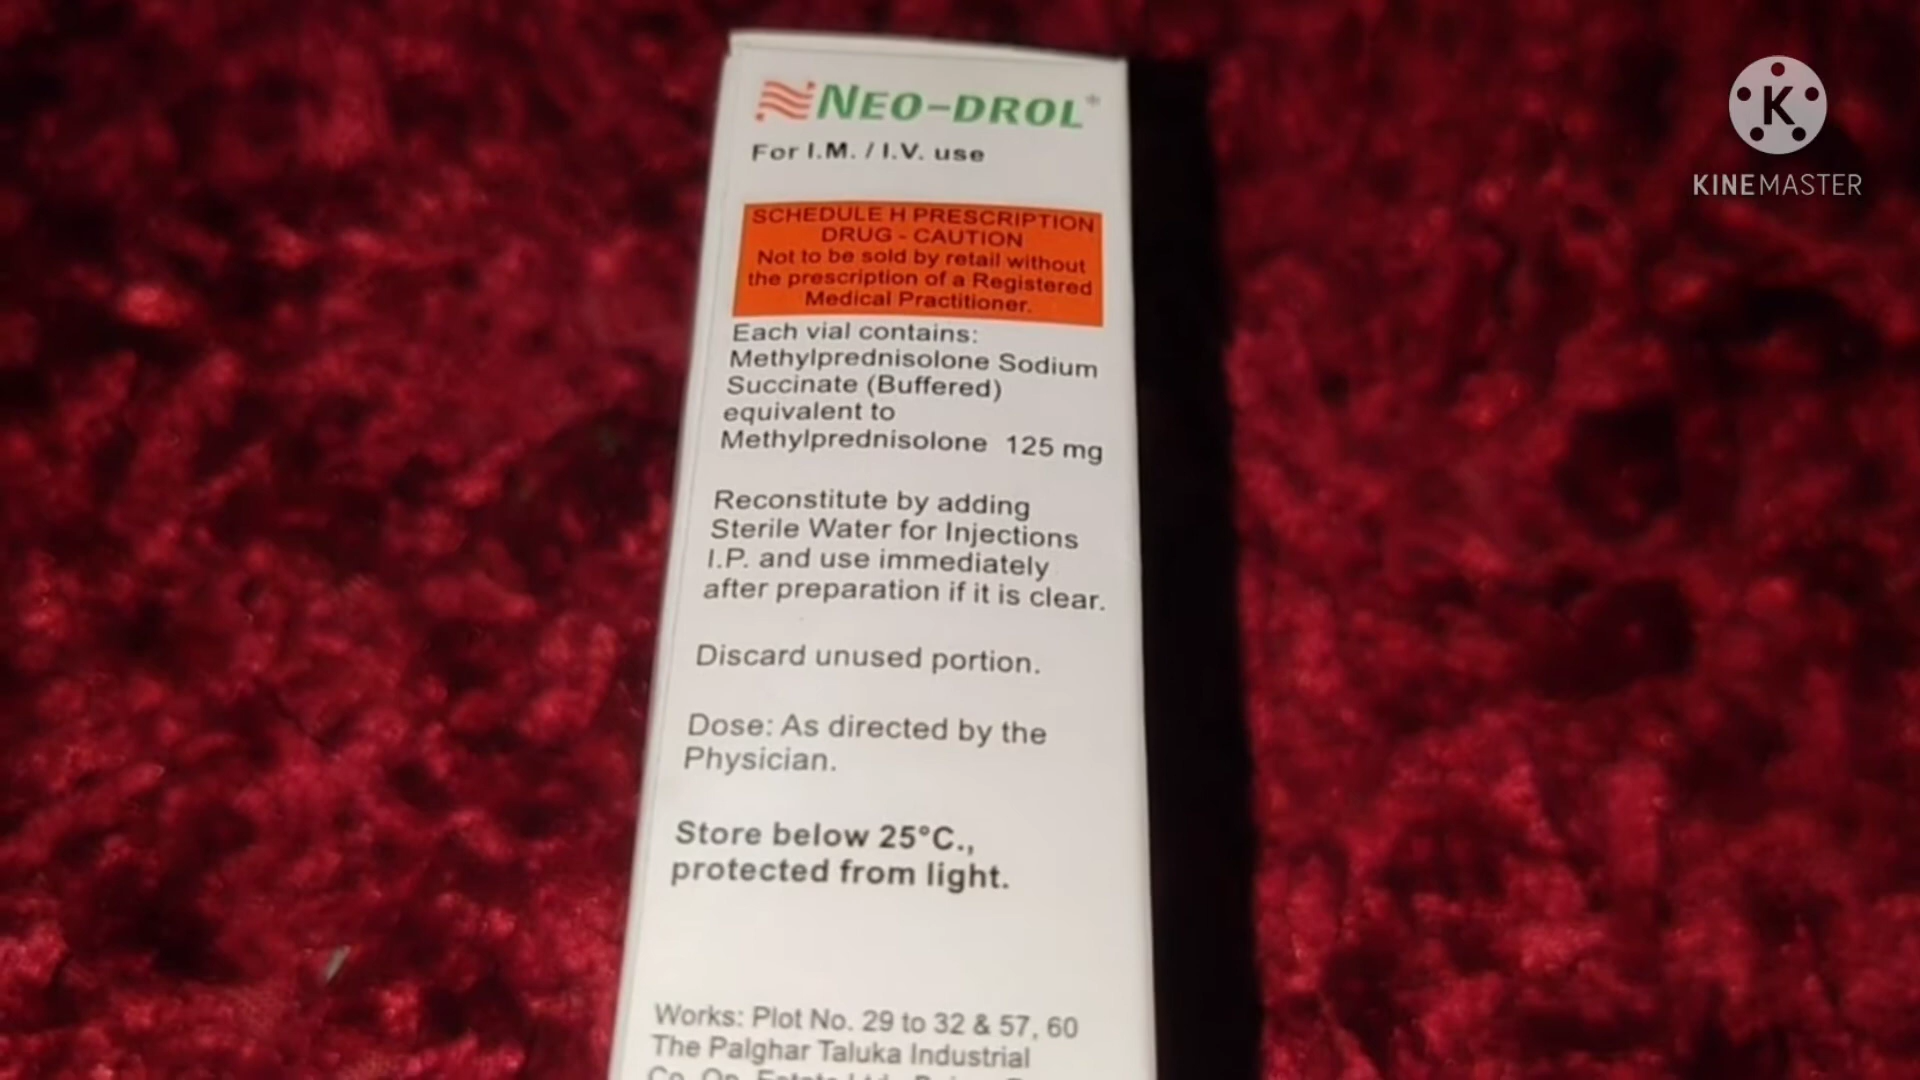 NEO-DROL®
For I.M. / I.V. use
SCHEDULE H PRESCRIPTION
DRUG - CAUTION
Not to be sold by retail without
the prescription of a Registered
Medical Practitioner.
Each vial contains:
Methylprednisolone Sodium
Succinate (Buffered)
equivalent to
Methylprednisolone 125 mg
Reconstitute by adding
Sterile Water for Injections
I.P. and use immediately
after preparation if it is clear.
Discard unused portion.
Dose: As directed by the
Physician.
Store below 25°C.,
protected from light.
Works: Plot No. 29 to 32 & 57, 60
The Palghar Taluka Industrial
K
KINEMASTER